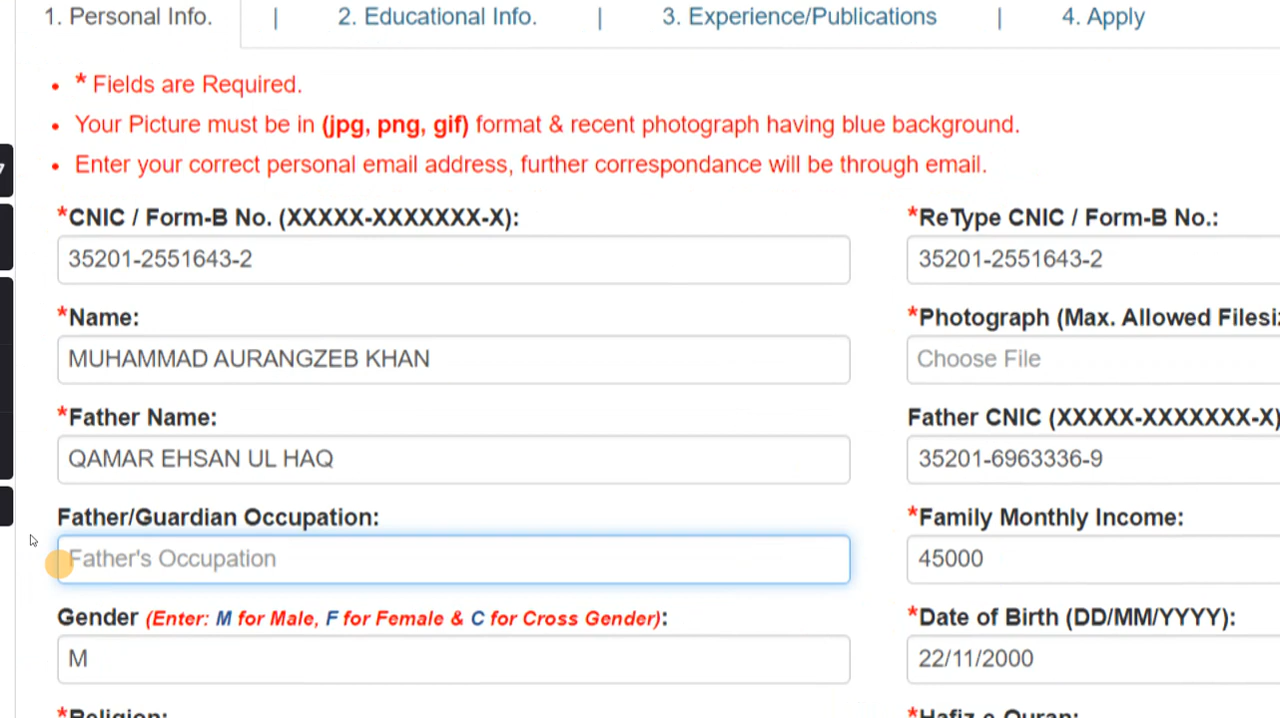 1. Personal Info. | 2. Educational Info. | 3. Experience/Publications | 4. Apply
* Fields are Required.
Your Picture must be in (jpg, png, gif) format & recent photograph having blue background.
Enter your correct personal email address, further correspondance will be through email.
*CNIC / Form-B No. (XXXXX-XXXXXXX-X): *ReType CNIC / Form-B No.:
35201-2551643-2 35201-2551643-2
*Name: *Photograph (Max. Allowed
MUHAMMAD AURANGZEB KHAN Choose File
*Father Name: Father CNIC (XXXXX-XXXXXXX-X)
QAMAR EHSAN UL HAQ 35201-6963336-9
Father/Guardian Occupation: *Family Monthly Income:
Father's Occupation 45000
Gender (Enter: M for Male, F for Female & C for Cross Gender): *Date of Birth (DD/MM/YYYY):
M 22/11/2000
*Religion: *Hafiz-e-Quran: